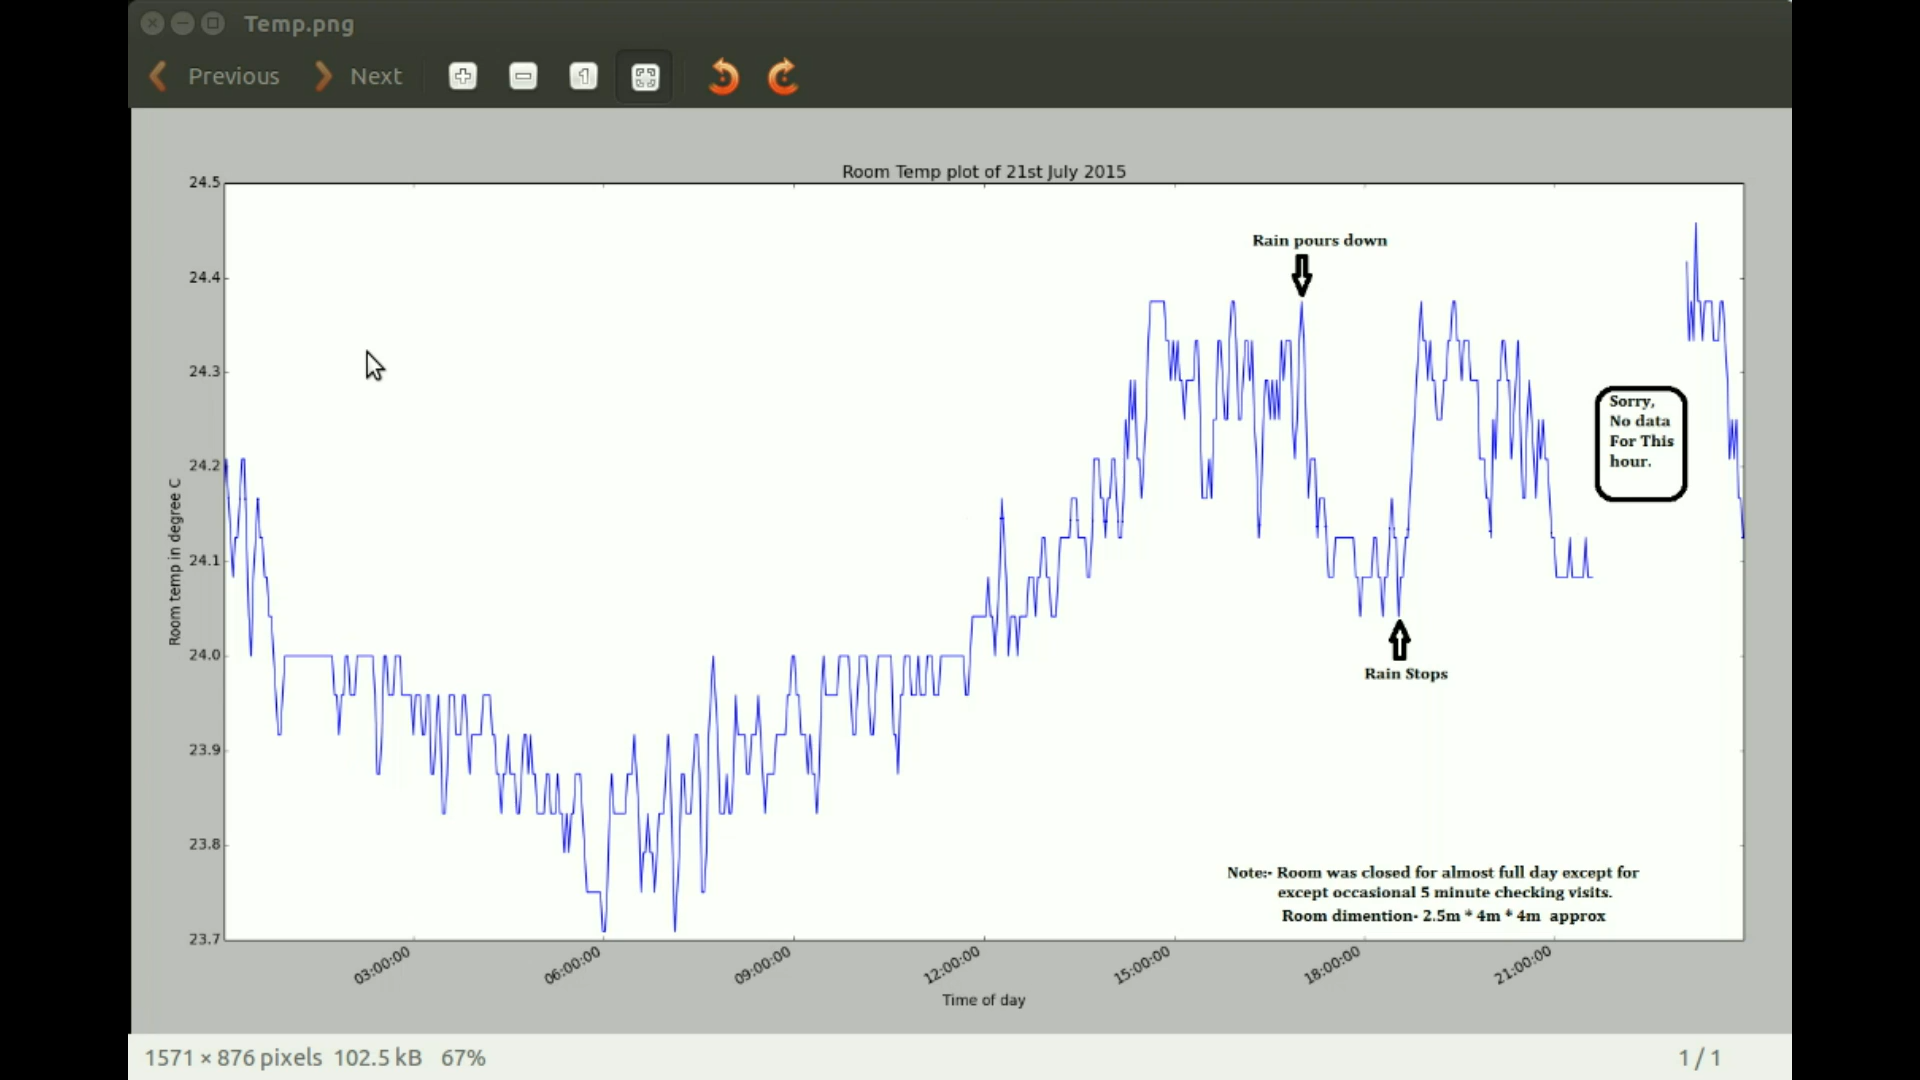 Temp.png
Previous
Next
1
Room Temp plot of 21st July 2015
24.5
24.4
24.3
24.2
24.1
24.0
23.9
23.8
23.7
Room temp in degree C
Rain pours down
Sorry,
No data
For This
hour.
Rain Stops
Note:- Room was closed for almost full day except for
except occasional 5 minute checking visits.
Room dimention- 2.5m * 4m * 4m approx
03:00:00
06:00:00
09:00:00
12:00:00
15:00:00
18:00:00
21:00:00
Time of day
1571 × 876 pixels 102.5 kB 67%
1 / 1